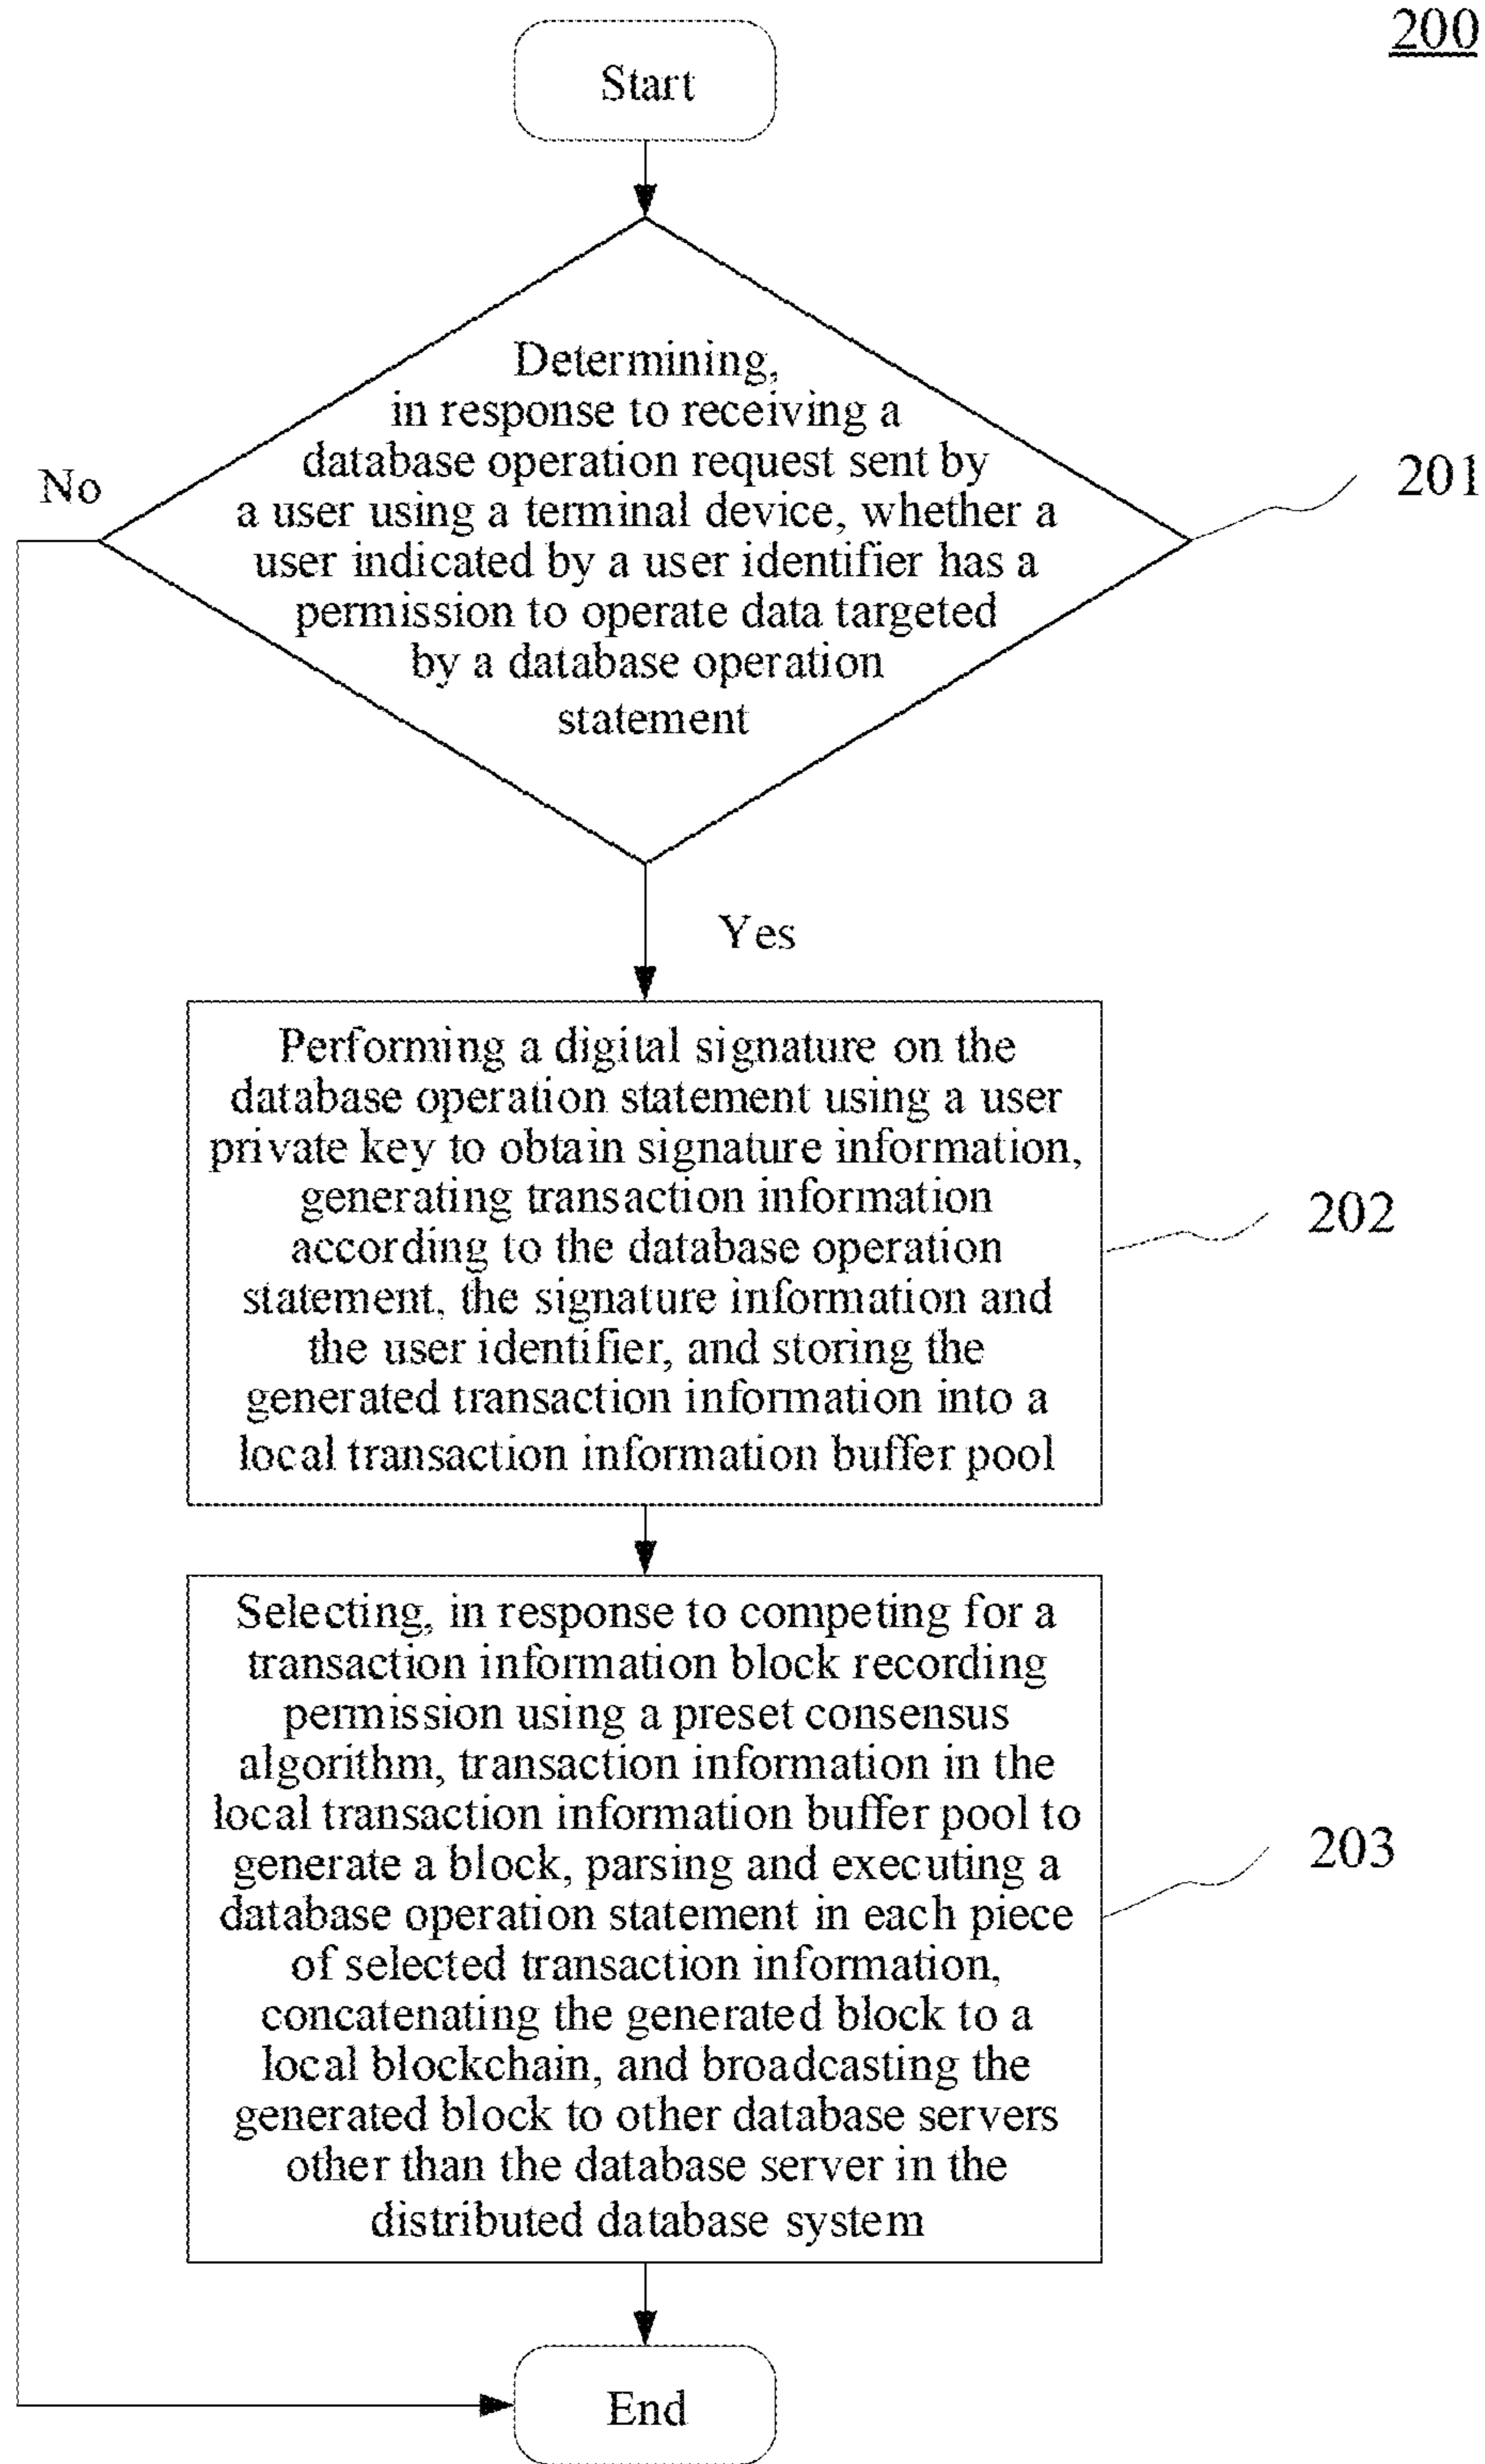 200
Start
Determining,
in response to receiving a
database operation request sent by
a user using a terminal device, whether a
user indicated by a user identifier has a
permission to operate data targeted
by a database operation
statement
No
201
Yes
Performing a digital signature on the
database operation statement using a user
private key to obtain signature information,
generating transaction information
according to the database operation
statement, the signature information and
the user identifier, and storing the
generated transaction information into a
local transaction information buffer pool
202
Selecting, in response to competing for a
transaction information block recording
permission using a preset consensus
algorithm, transaction information in the
local transaction information buffer pool to
generate a block, parsing and executing a
database operation statement in each piece
of selected transaction information,
concatenating the generated block to a
local blockchain, and broadcasting the
generated block to other database servers
other than the database server in the
distributed database system
203
End